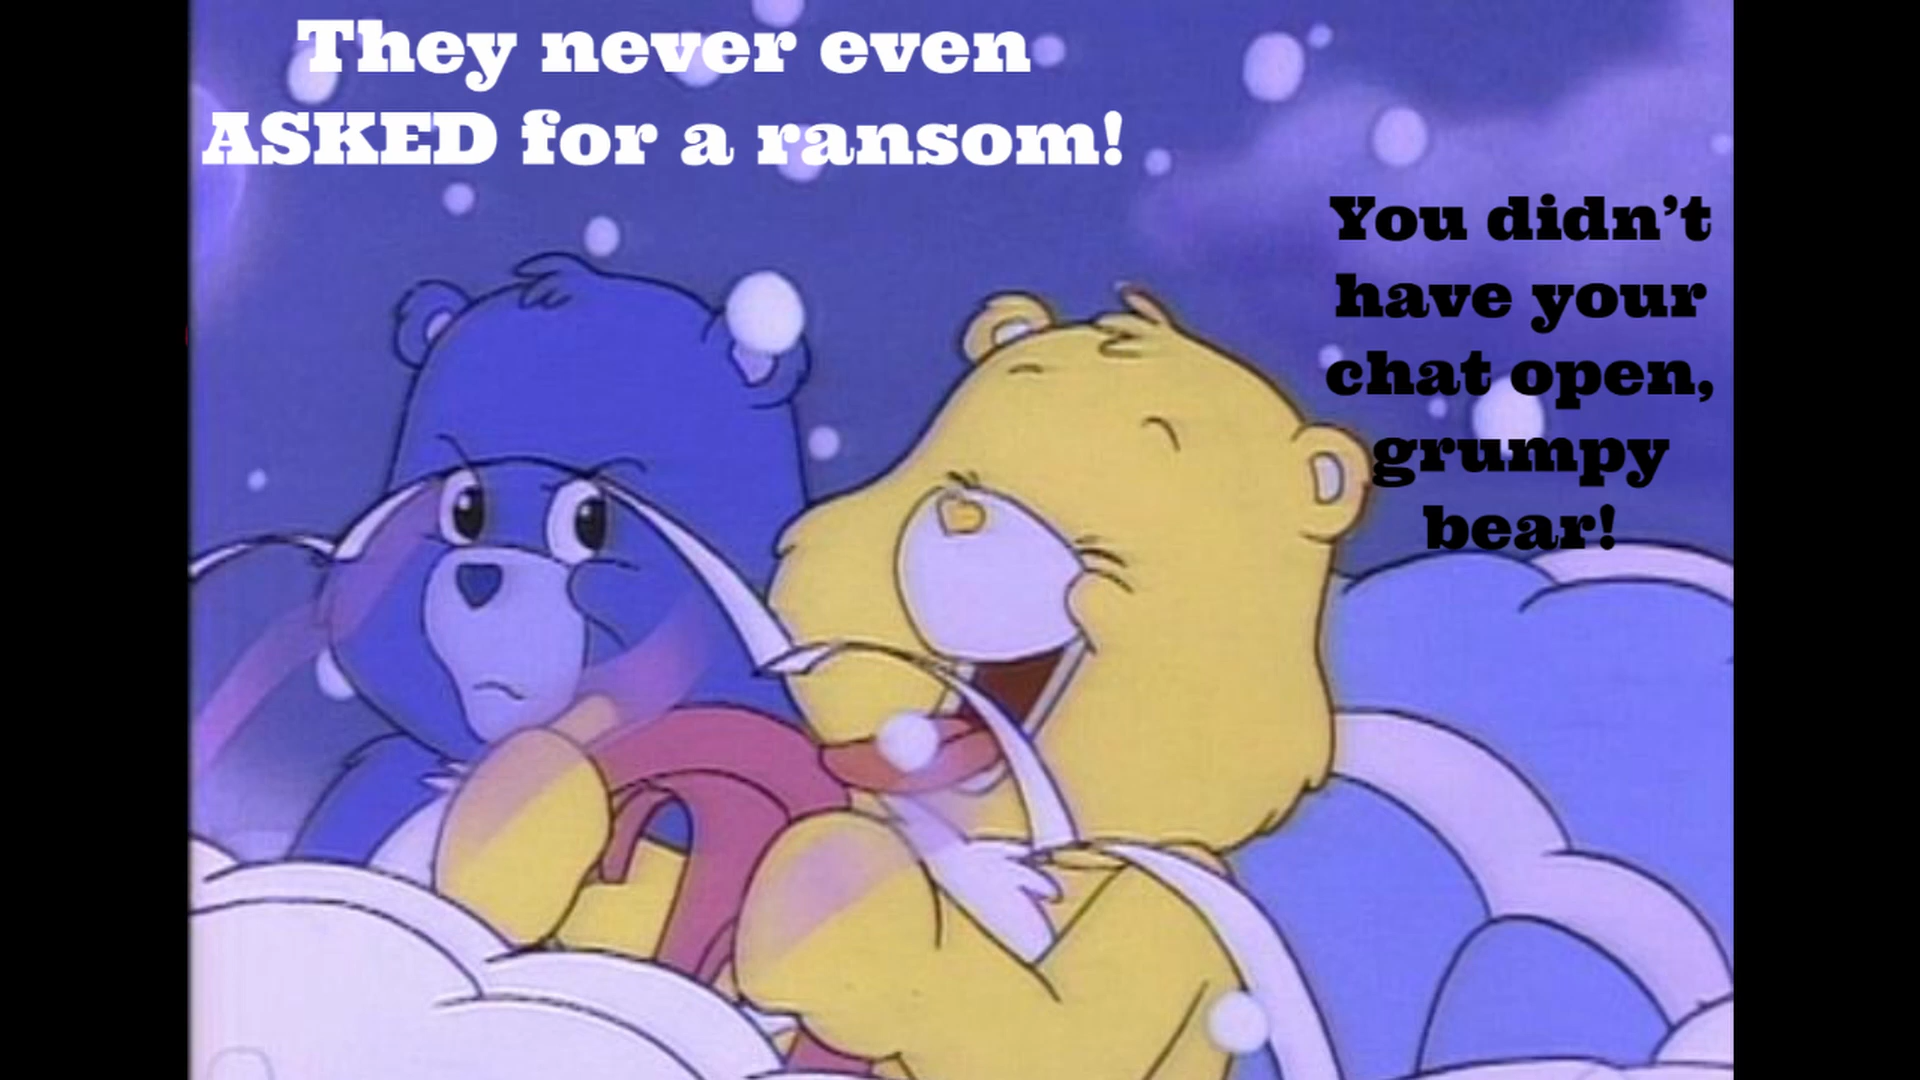 They never even
ASKED for a ransom!
You didn’t
have your
chat open,
grumpy
bear!